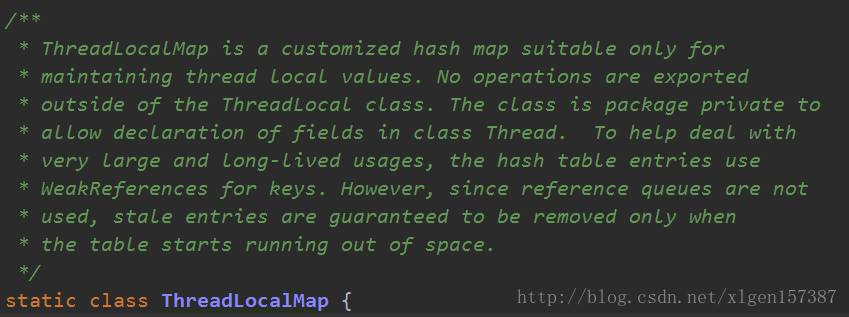 /**
 * ThreadLocalMap is a customized hash map suitable only for
 * maintaining thread local values. No operations are exported
 * outside of the ThreadLocal class. The class is package private to
 * allow declaration of fields in class Thread.  To help deal with
 * very large and long-lived usages, the hash table entries use
 * WeakReferences for keys. However, since reference queues are not
 * used, stale entries are guaranteed to be removed only when
 * the table starts running out of space.
 */
static class ThreadLocalMap {
http://blog.csdn.net/xlgen157387